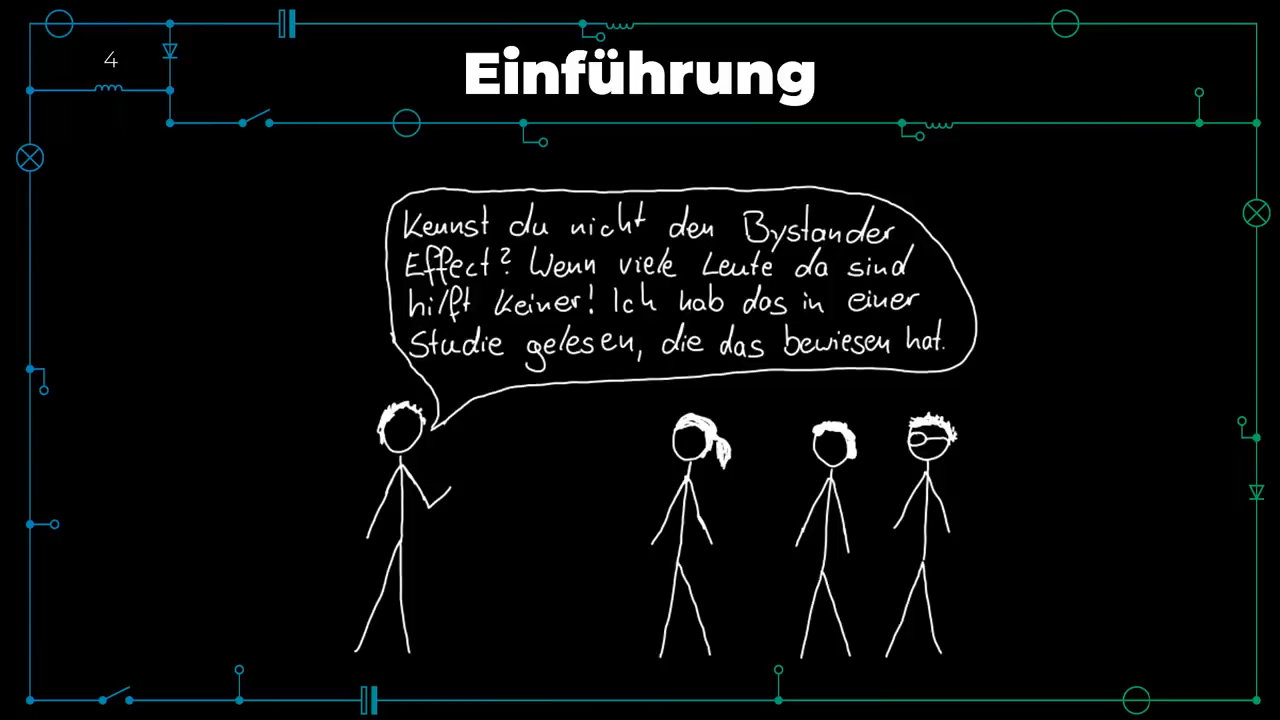 4
Einführung
Kennst du nicht den Bystander
Effect? Wenn viele Leute da sind
hilft keiner! Ich hab das in einer
Studie gelesen, die das bewiesen hat.